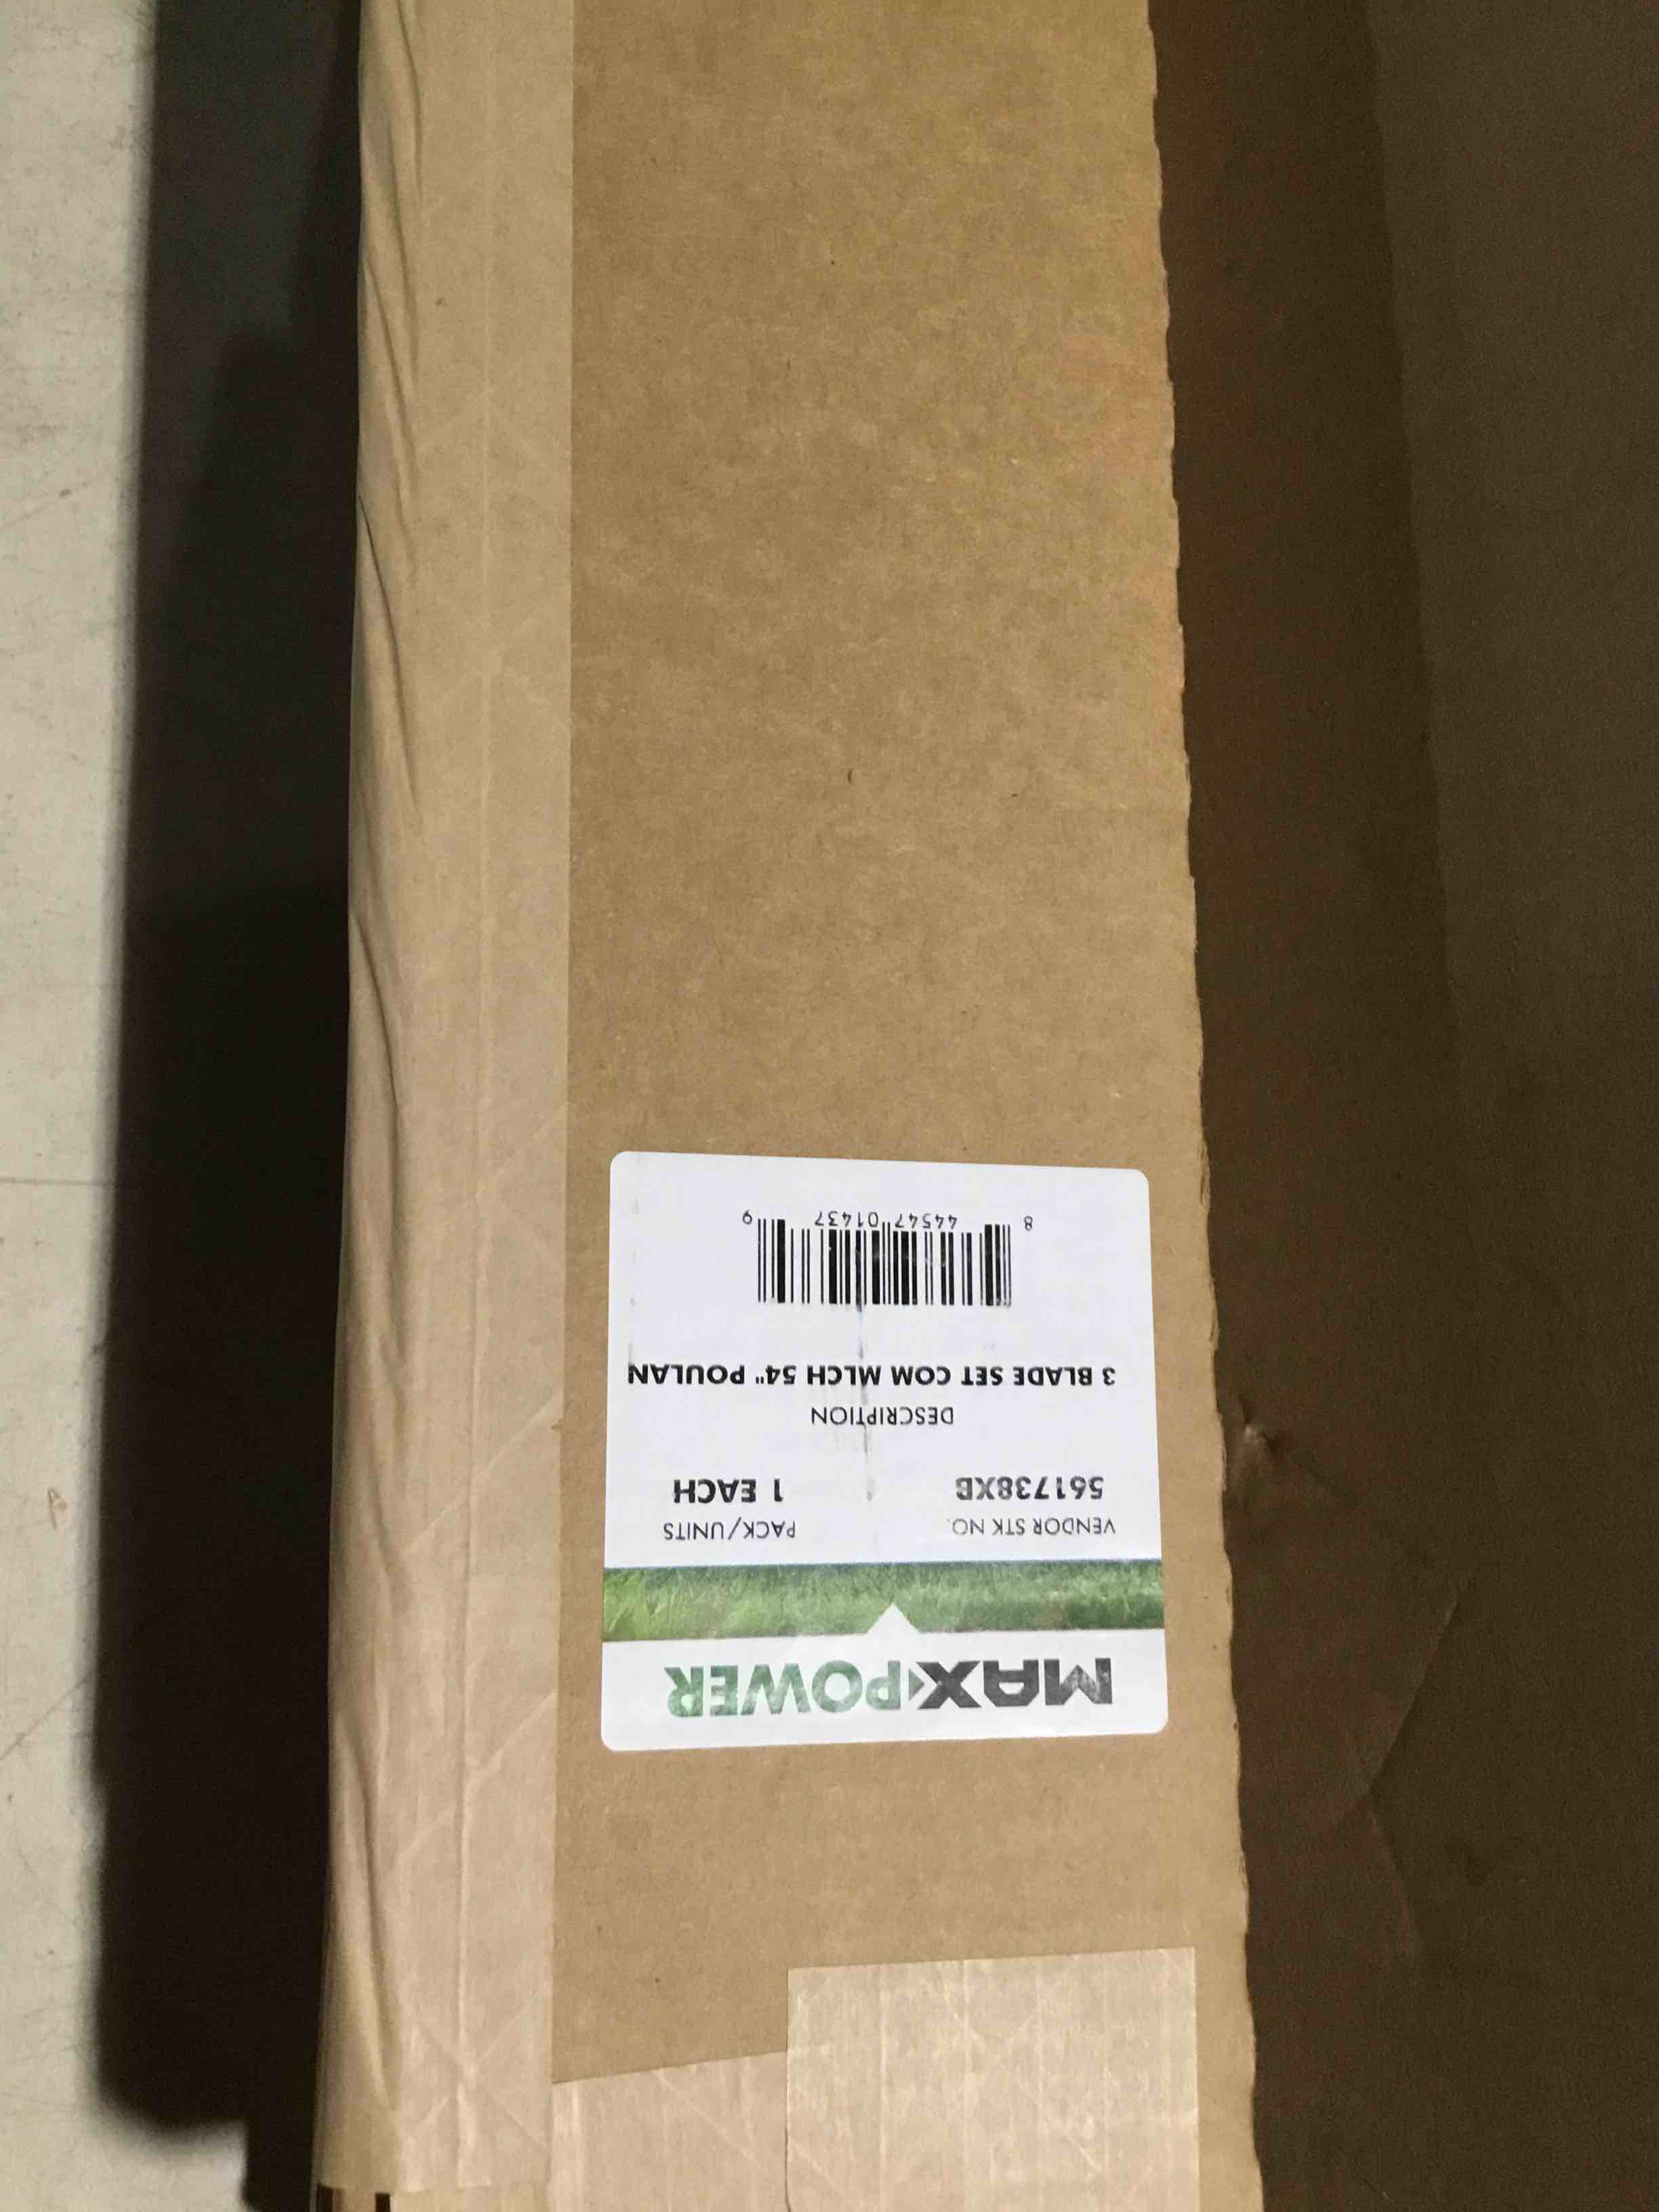 MAXPOWER
VENDOR STK NO. PACK/UNITS
561738XB 1 EACH
DESCRIPTION
3 BLADE SET COM MLCH 54" POULAN
8 44547 01437 9